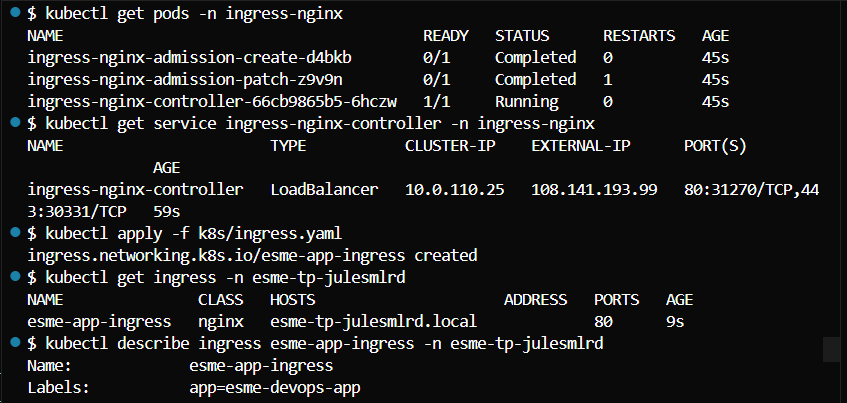 $ kubectl get pods -n ingress-nginx
NAME READY STATUS RESTARTS AGE
ingress-nginx-admission-create-d4bkb 0/1 Completed 0 45s
ingress-nginx-admission-patch-z9v9n 0/1 Completed 1 45s
ingress-nginx-controller-66cb9865b5-6hczw 1/1 Running 0 45s
$ kubectl get service ingress-nginx-controller -n ingress-nginx
NAME TYPE CLUSTER-IP EXTERNAL-IP PORT(S)
AGE
ingress-nginx-controller LoadBalancer 10.0.110.25 108.141.193.99 80:31270/TCP,44
3:30331/TCP 59s
$ kubectl apply -f k8s/ingress.yaml
ingress.networking.k8s.io/esme-app-ingress created
$ kubectl get ingress -n esme-tp-julesmlrd
NAME CLASS HOSTS ADDRESS PORTS AGE
esme-app-ingress nginx esme-tp-julesmlrd.local 80 9s
$ kubectl describe ingress esme-app-ingress -n esme-tp-julesmlrd
Name: esme-app-ingress
Labels: app=esme-devops-app